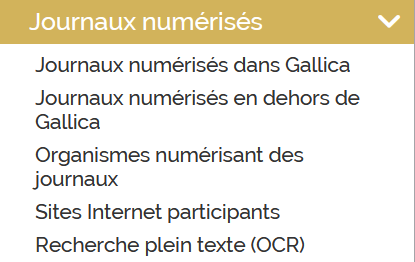 Journaux numérisés
Journaux numérisés dans Gallica
Journaux numérisés en dehors de
Gallica
Organismes numérisant des
journaux
Sites Internet participants
Recherche plein texte (OCR)